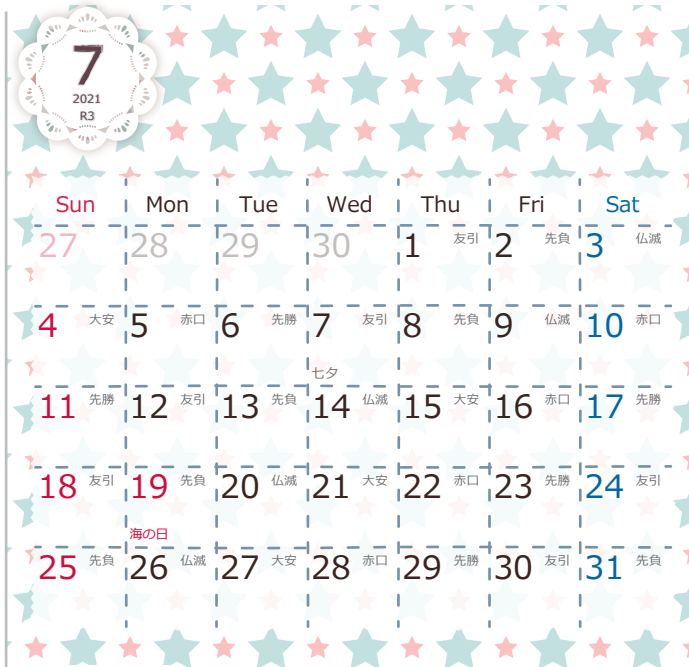 7
2021
R3
Sun Mon Tue Wed Thu Fri Sat
27 28 29 30 1 友引 2 先負 3 仏滅
4 大安 5 赤口 6 先勝 7 友引 8 先負 9 仏滅 10 赤口
七夕
11 先勝 12 友引 13 先負 14 仏滅 15 大安 16 赤口 17 先勝
18 友引 19 先負 20 仏滅 21 大安 22 赤口 23 先勝 24 友引
海の日
25 先負 26 仏滅 27 大安 28 赤口 29 先勝 30 友引 31 先負